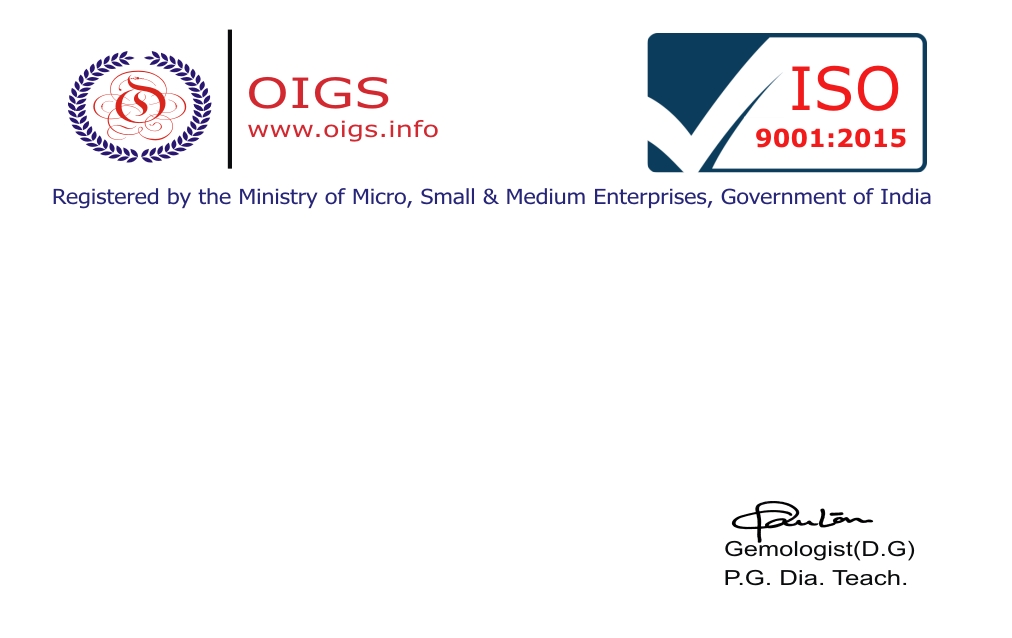 OIGS
www.oigs.info
ISO
9001:2015
Registered by the Ministry of Micro, Small & Medium Enterprises, Government of India
Gemologist(D.G)
P.G. Dia. Teach.